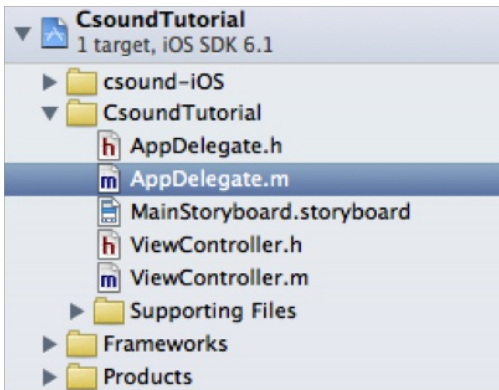 CsoundTutorial
1 target, iOS SDK 6.1
csound-iOS
CsoundTutorial
h AppDelegate.h
m AppDelegate.m
MainStoryboard.storyboard
h ViewController.h
m ViewController.m
Supporting Files
Frameworks
Products